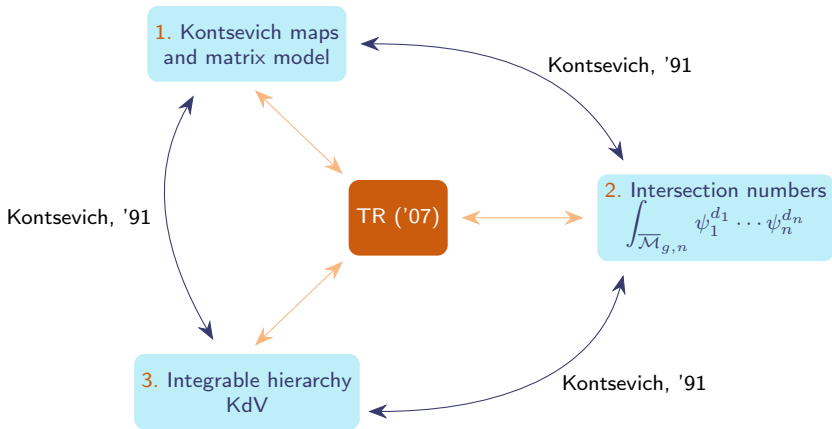 1. Kontsevich maps
and matrix model
Kontsevich, '91
Kontsevich, '91
TR ('07)
2. Intersection numbers
∫_{\overline{ℳ}_{g,n}} ψ_1^{d_1} ⋯ ψ_n^{d_n}
3. Integrable hierarchy
KdV
Kontsevich, '91